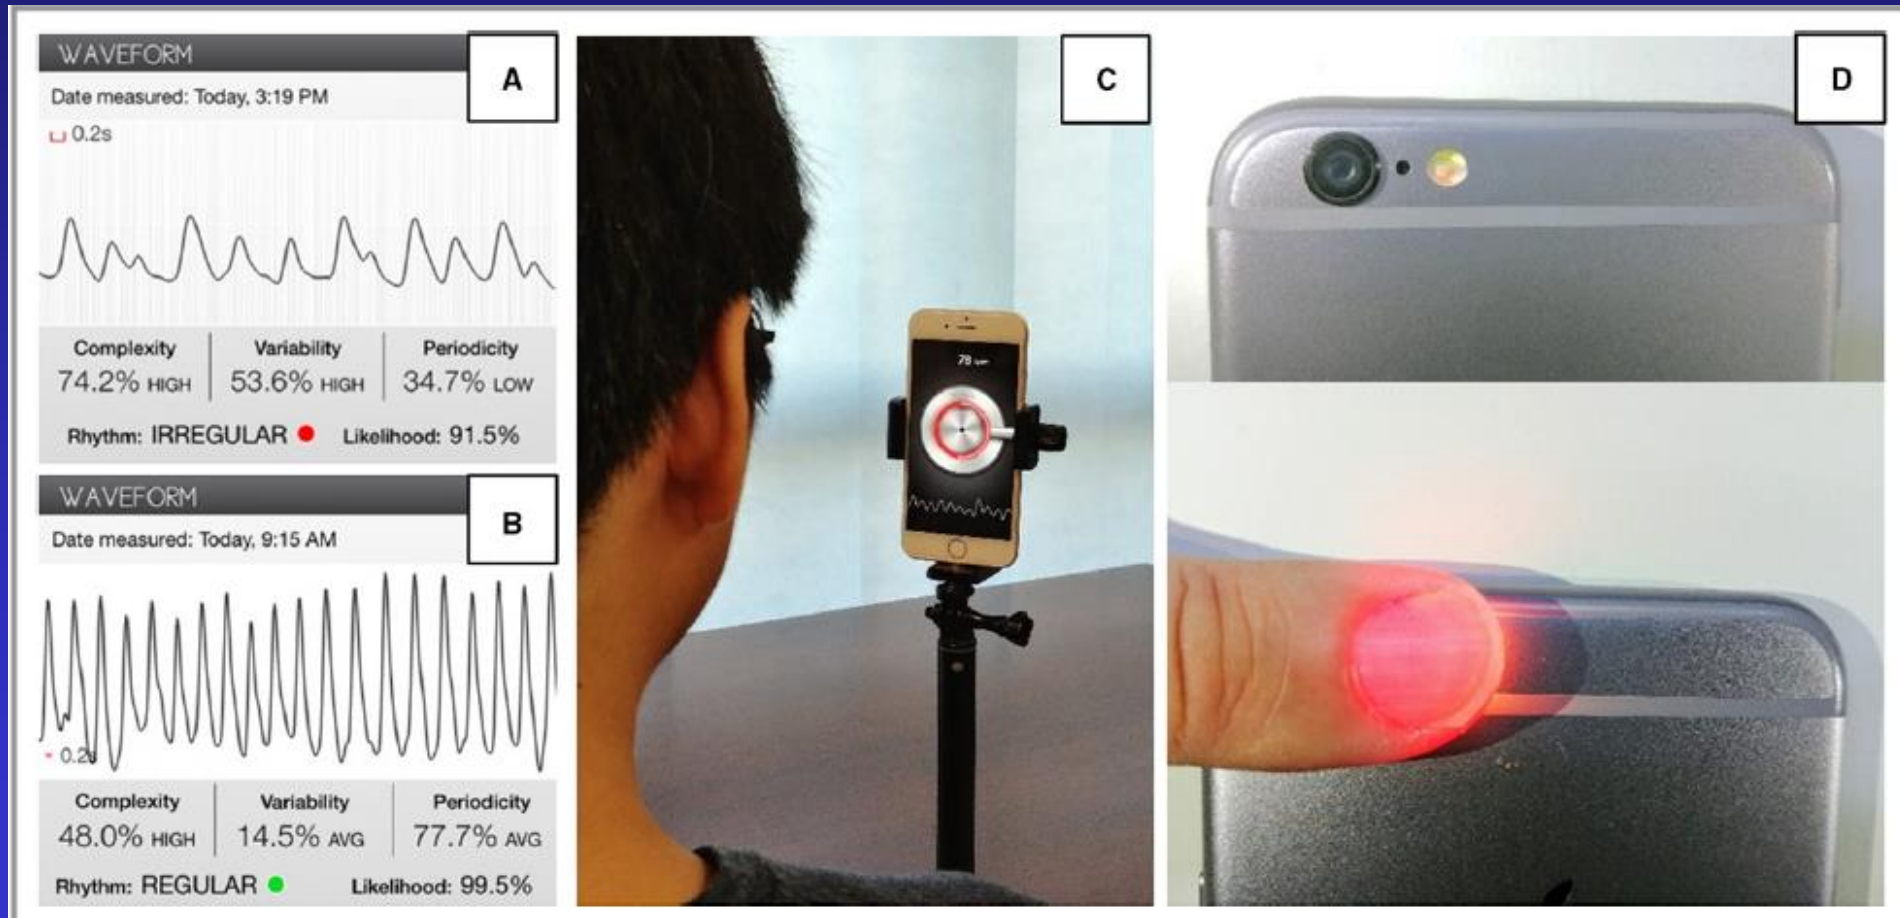 WAVEFORM
A
Date measured: Today, 3:19 PM
0.2s
Complexity
Variability
Periodicity
74.2% HIGH
53.6% HIGH
34.7% LOW
Rhythm: IRREGULAR
Likelihood: 91.5%
WAVEFORM
B
Date measured: Today, 9:15 AM
0.2s
Complexity
Variability
Periodicity
48.0% HIGH
14.5% AVG
77.7% AVG
Rhythm: REGULAR
Likelihood: 99.5%
C
78
D